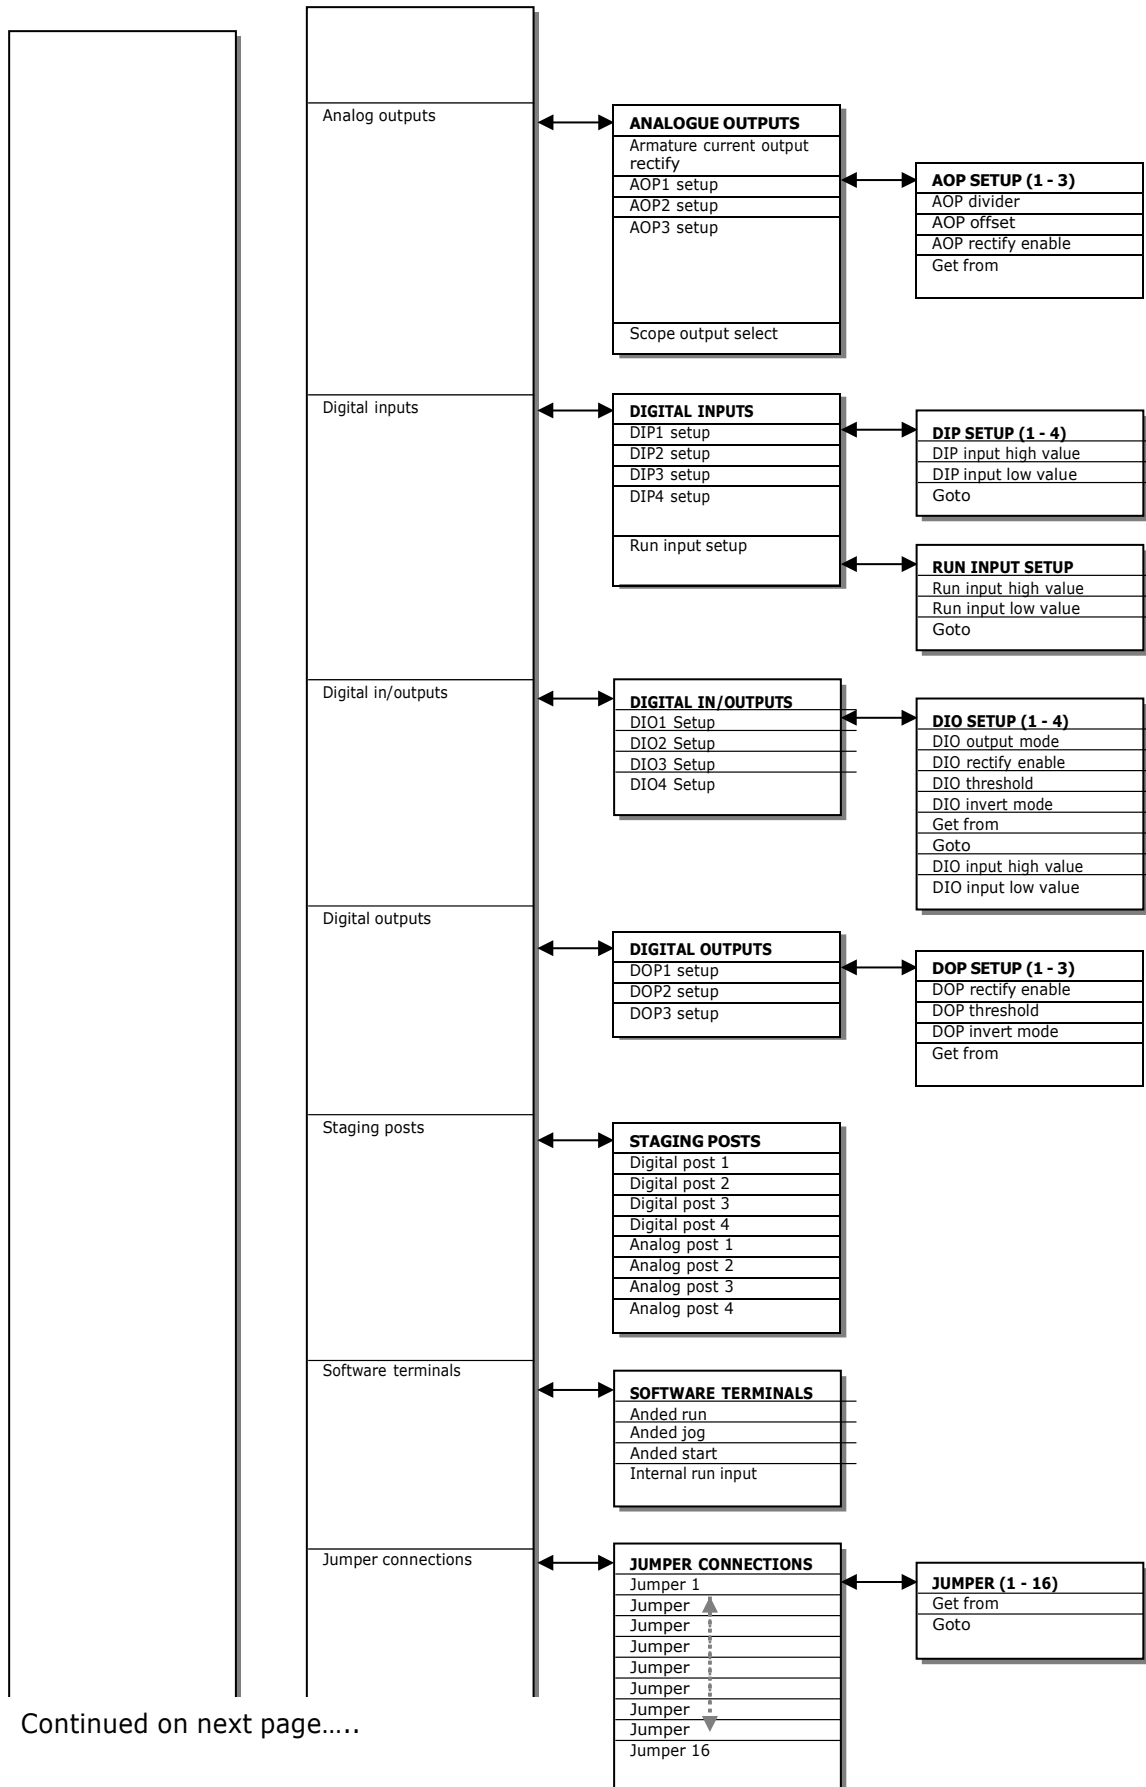 Analog outputs
ANALOGUE OUTPUTS
Armature current output
rectify
AOP1 setup
AOP2 setup
AOP3 setup
Scope output select
AOP SETUP (1 - 3)
AOP divider
AOP offset
AOP rectify enable
Get from
Digital inputs
DIGITAL INPUTS
DIP1 setup
DIP2 setup
DIP3 setup
DIP4 setup
Run input setup
DIP SETUP (1 - 4)
DIP input high value
DIP input low value
Goto
RUN INPUT SETUP
Run input high value
Run input low value
Goto
Digital in/outputs
DIGITAL IN/OUTPUTS
DIO1 Setup
DIO2 Setup
DIO3 Setup
DIO4 Setup
DIO SETUP (1 - 4)
DIO output mode
DIO rectify enable
DIO threshold
DIO invert mode
Get from
Goto
DIO input high value
DIO input low value
Digital outputs
DIGITAL OUTPUTS
DOP1 setup
DOP2 setup
DOP3 setup
DOP SETUP (1 - 3)
DOP rectify enable
DOP threshold
DOP invert mode
Get from
Staging posts
STAGING POSTS
Digital post 1
Digital post 2
Digital post 3
Digital post 4
Analog post 1
Analog post 2
Analog post 3
Analog post 4
Software terminals
SOFTWARE TERMINALS
Anded run
Anded jog
Anded start
Internal run input
Jumper connections
JUMPER CONNECTIONS
Jumper 1
Jumper
Jumper
Jumper
Jumper
Jumper
Jumper
Jumper
Jumper 16
JUMPER (1 - 16)
Get from
Goto
Continued on next page.....